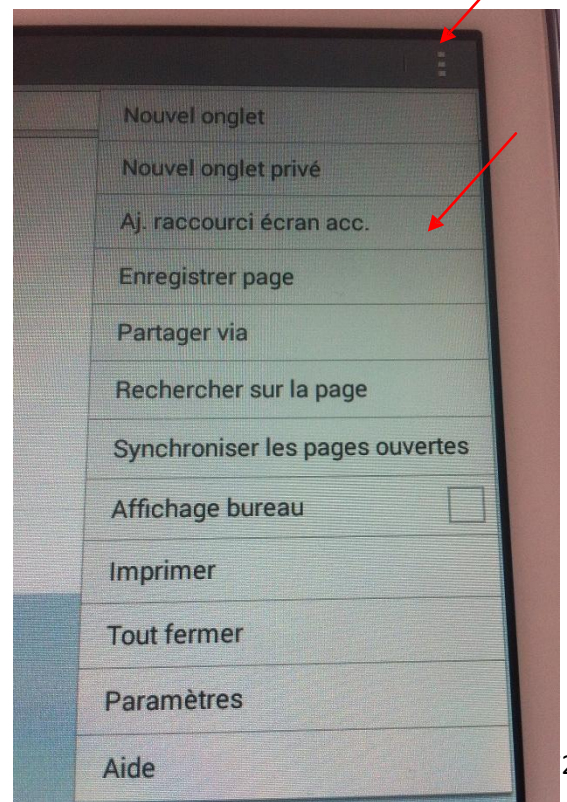 Nouvel onglet
Nouvel onglet privé
Aj. raccourci écran acc.
Enregistrer page
Partager via
Rechercher sur la page
Synchroniser les pages ouvertes
Affichage bureau
Imprimer
Tout fermer
Paramètres
Aide